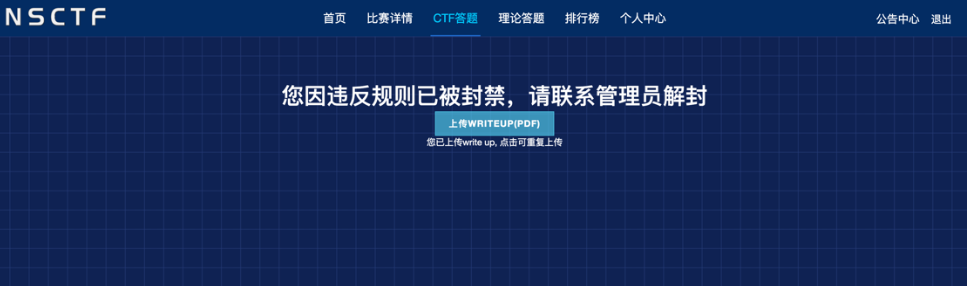 NSCTF 首页 比赛详情 CTF答题 理论答题 排行榜 个人中心 公告中心 退出
您因违反规则已被封禁，请联系管理员解封
上传WRITEUP(PDF)
您已上传write up, 点击可重复上传